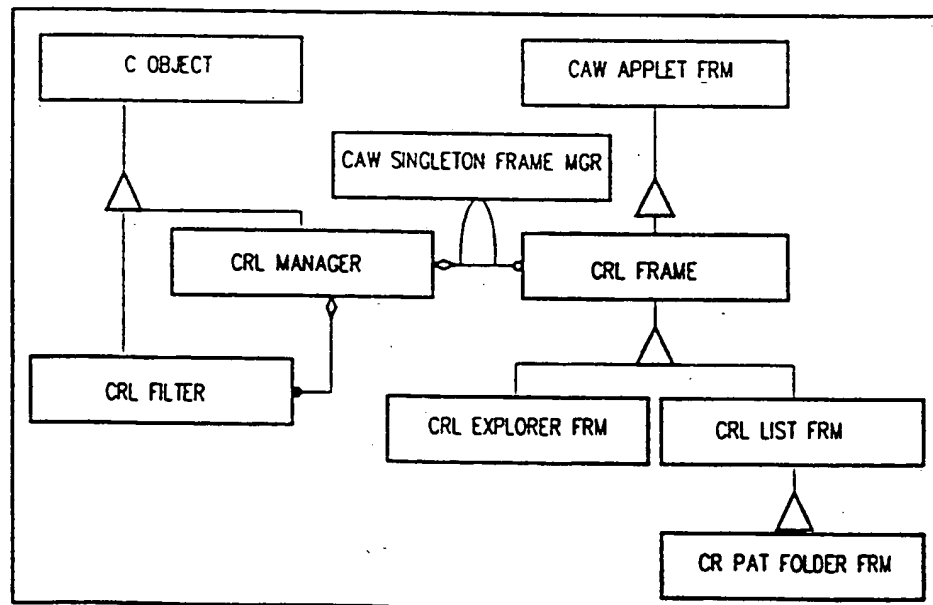 C OBJECT
CAW APPLET FRM
CAW SINGLETON FRAME MGR
CRL MANAGER
CRL FRAME
CRL FILTER
CRL EXPLORER FRM
CRL LIST FRM
CR PAT FOLDER FRM